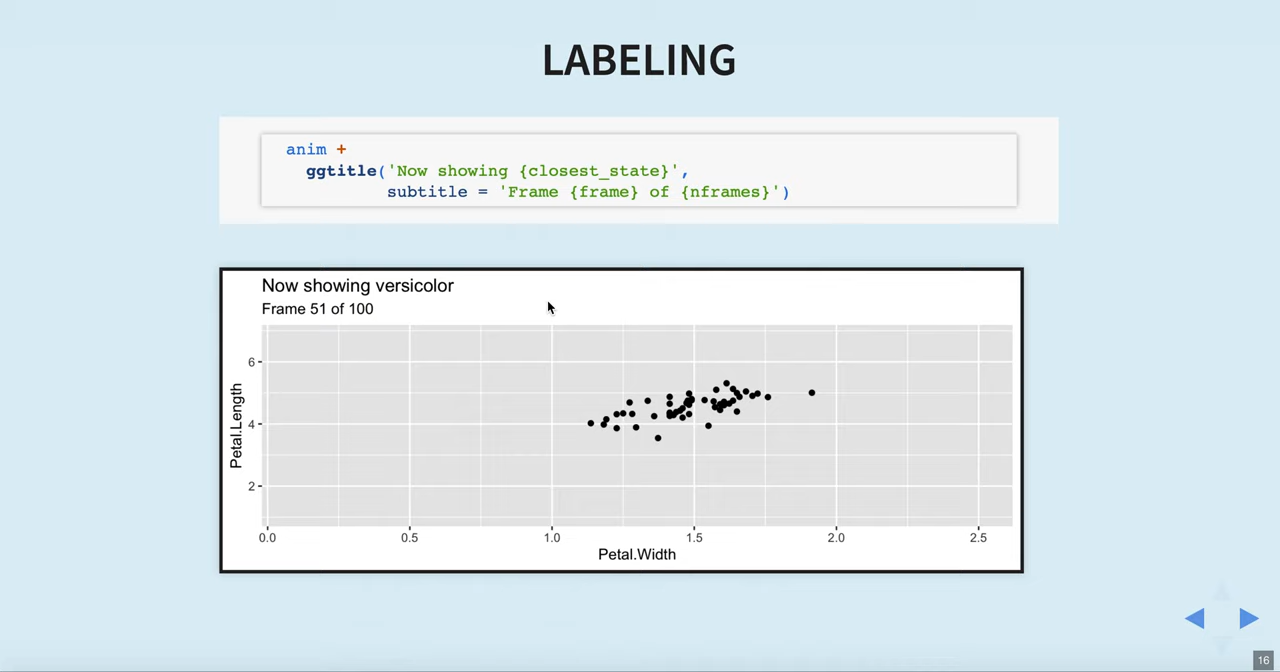 LABELING
anim +
ggtitle('Now showing {closest_state}',
subtitle = 'Frame {frame} of {nframes}')
Now showing versicolor
Frame 51 of 100
Petal.Length
6
4
2
0.0 0.5 1.0 1.5 2.0 2.5
Petal.Width
16